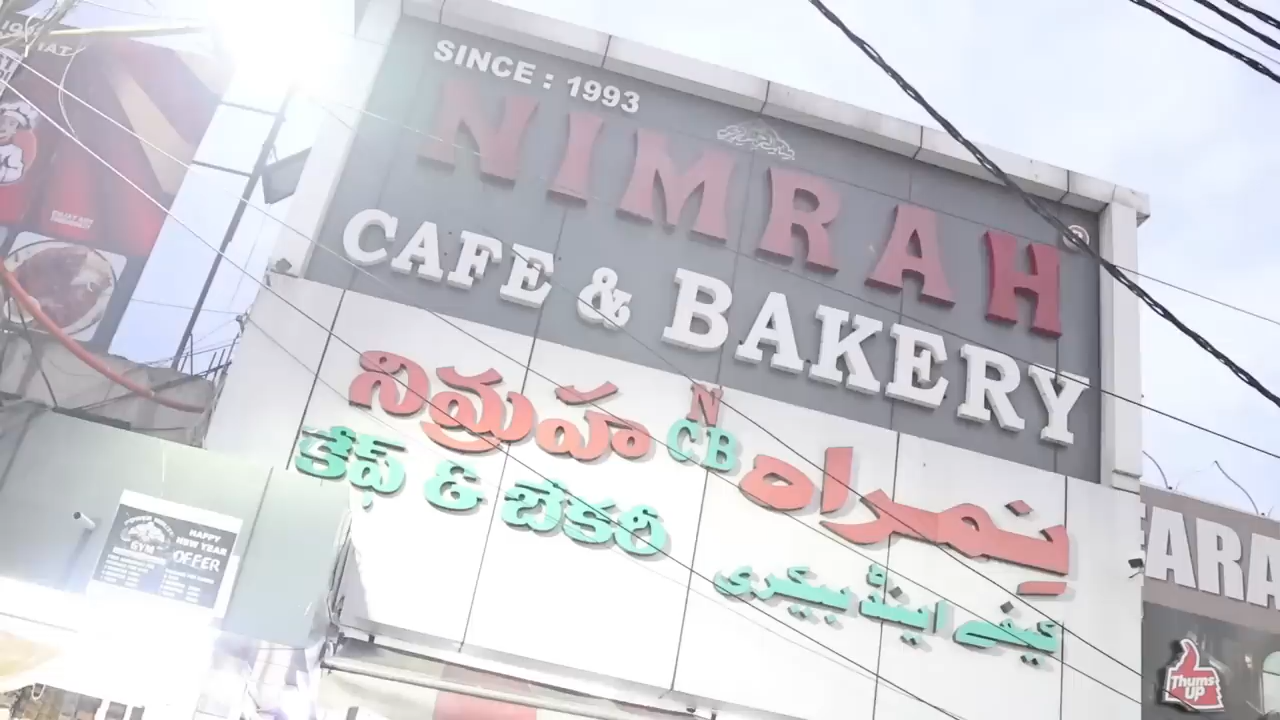 SINCE : 1993
NIMRAH
CAFE & BAKERY
నిమ్రహ
N
CB
نِمراہ
కేఫ్ & బేకరీ
کیفے اینڈ بیکری
GYM
HAPPY
NEW YEAR
OFFER
ARA
Thums
UP